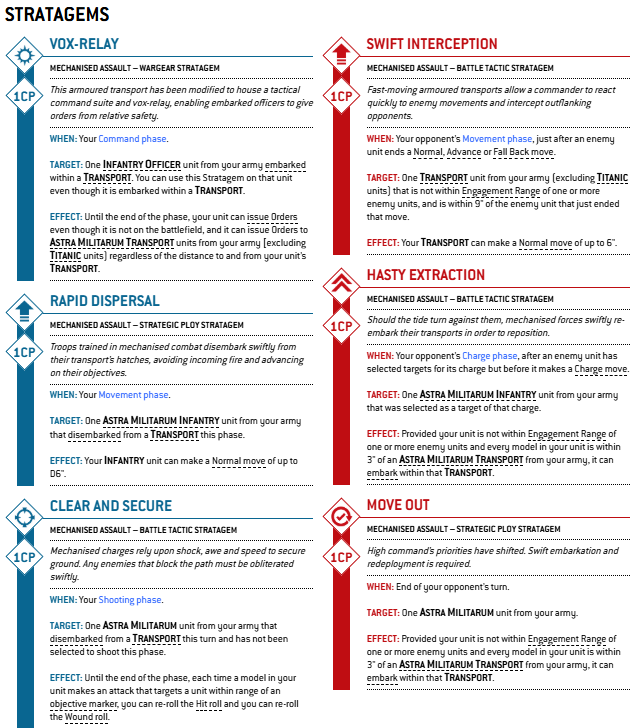 STRATAGEMS
VOX-RELAY
MECHANISED ASSAULT – WARGEAR STRATAGEM
1CP
This armoured transport has been modified to house a tactical
command suite and vox-relay, enabling embarked officers to give
orders from relative safety.
WHEN: Your Command phase.
TARGET: One INFANTRY OFFICER unit from your army embarked
within a TRANSPORT. You can use this Stratagem on that unit
even though it is embarked within a TRANSPORT.
EFFECT: Until the end of the phase, your unit can issue Orders
even though it is not on the battlefield, and it can issue Orders to
ASTRA MILITARUM TRANSPORT units from your army (excluding
TITANIC units) regardless of the distance to and from your unit's
TRANSPORT.
RAPID DISPERSAL
MECHANISED ASSAULT – STRATEGIC PLOY STRATAGEM
1CP
Troops trained in mechanised combat disembark swiftly from
their transport's hatches, avoiding incoming fire and advancing
on their objectives.
WHEN: Your Movement phase.
TARGET: One ASTRA MILITARUM INFANTRY unit from your army
that disembarked from a TRANSPORT this phase.
EFFECT: Your INFANTRY unit can make a Normal move of up to
D6".
CLEAR AND SECURE
MECHANISED ASSAULT – BATTLE TACTIC STRATAGEM
1CP
Mechanised charges rely upon shock, awe and speed to secure
ground. Any enemies that block the path must be obliterated
swiftly.
WHEN: Your Shooting phase.
TARGET: One ASTRA MILITARUM unit from your army that
disembarked from a TRANSPORT this turn and has not been
selected to shoot this phase.
EFFECT: Until the end of the phase, each time a model in your
unit makes an attack that targets a unit within range of an
objective marker, you can re-roll the Hit roll and you can re-roll
the Wound roll.
SWIFT INTERCEPTION
MECHANISED ASSAULT – BATTLE TACTIC STRATAGEM
1CP
Fast-moving armoured transports allow a commander to react
quickly to enemy movements and intercept outflanking
opponents.
WHEN: Your opponent's Movement phase, just after an enemy
unit ends a Normal, Advance or Fall Back move.
TARGET: One TRANSPORT unit from your army (excluding TITANIC
units) that is not within Engagement Range of one or more
enemy units, and is within 9" of the enemy unit that just ended
that move.
EFFECT: Your TRANSPORT can make a Normal move of up to 6".
HASTY EXTRACTION
MECHANISED ASSAULT – BATTLE TACTIC STRATAGEM
1CP
Should the tide turn against them, mechanised forces swiftly re-
embark their transports in order to reposition.
WHEN: Your opponent's Charge phase, after an enemy unit has
selected targets for its charge but before it makes a Charge move.
TARGET: One ASTRA MILITARUM INFANTRY unit from your army
that was selected as a target of that charge.
EFFECT: Provided your unit is not within Engagement Range of
one or more enemy units and every model in your unit is within
3" of an ASTRA MILITARUM TRANSPORT from your army, it can
embark within that TRANSPORT.
MOVE OUT
MECHANISED ASSAULT – STRATEGIC PLOY STRATAGEM
1CP
High command's priorities have shifted. Swift embarkation and
redeployment is required.
WHEN: End of your opponent's turn.
TARGET: One ASTRA MILITARUM unit from your army.
EFFECT: Provided your unit is not within Engagement Range of
one or more enemy units and every model in your unit is within
3" of an ASTRA MILITARUM TRANSPORT from your army, it can
embark within that TRANSPORT.